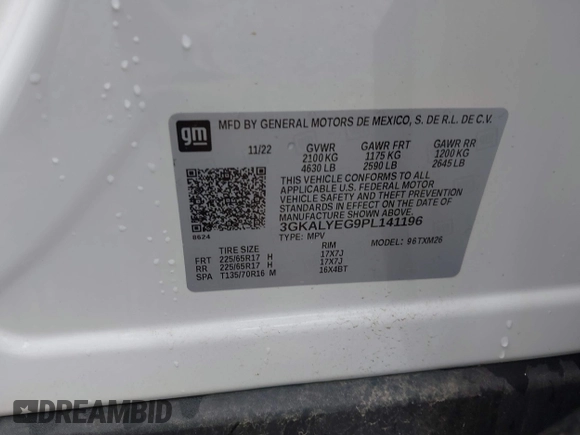 gm MFD BY GENERAL MOTORS DE MEXICO, S. DE R.L. DE C.V.
11/22 GVWR GAWR FRT GAWR RR
2100 KG 1175 KG 1200 KG
4630 LB 2590 LB 2645 LB
THIS VEHICLE CONFORMS TO ALL
APPLICABLE U.S. FEDERAL MOTOR
VEHICLE SAFETY AND THEFT PREVENTION
STANDARDS IN EFFECT ON THE DATE OF
MANUFACTURE SHOWN ABOVE.
3GKALYEG9PL141196
8624 TYPE: MPV MODEL: 96TXM26
TIRE SIZE RIM
FRT 225/65R17 H 17X7J
RR 225/65R17 H 17X7J
SPA T135/70R16 M 16X4BT
DREAMBID